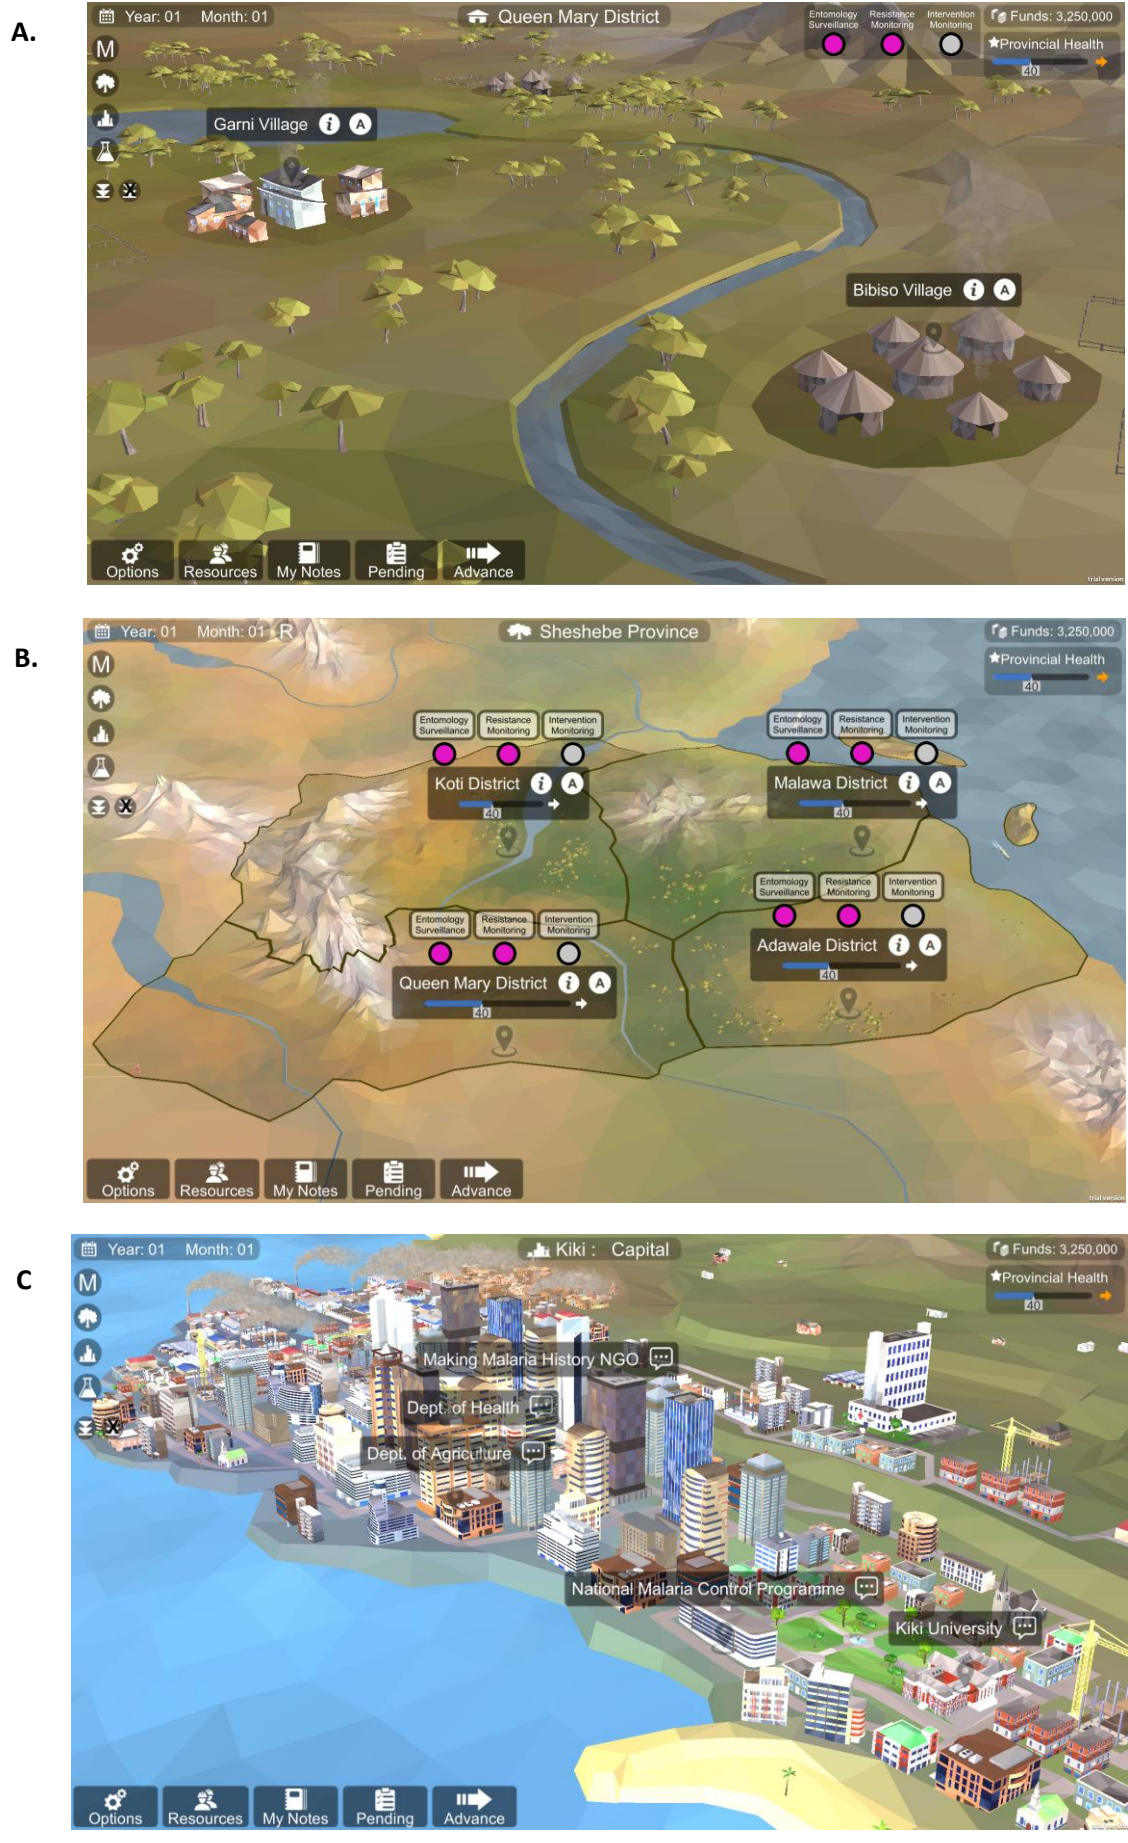 A.
Year: 01 Month: 01
Queen Mary District
Entomology Surveillance
Resistance Monitoring
Intervention Monitoring
Funds: 3,250,000
Provincial Health
40
M
Garni Village i A
X
Bibiso Village i A
Options
Resources
My Notes
Pending
Advance
trial version
B.
Year: 01 Month: 01 R
Sheshebe Province
Funds: 3,250,000
Provincial Health
40
M
X
Entomology Surveillance
Resistance Monitoring
Intervention Monitoring
Koti District i A
40
Entomology Surveillance
Resistance Monitoring
Intervention Monitoring
Malawa District i A
40
Entomology Surveillance
Resistance Monitoring
Intervention Monitoring
Adawale District i A
40
Entomology Surveillance
Resistance Monitoring
Intervention Monitoring
Queen Mary District i A
40
Options
Resources
My Notes
Pending
Advance
trial version
C
Year: 01 Month: 01
Kiki : Capital
Funds: 3,250,000
Provincial Health
40
M
X
Making Malaria History NGO
Dept. of Health
Dept. of Agriculture
National Malaria Control Programme
Kiki University
Options
Resources
My Notes
Pending
Advance